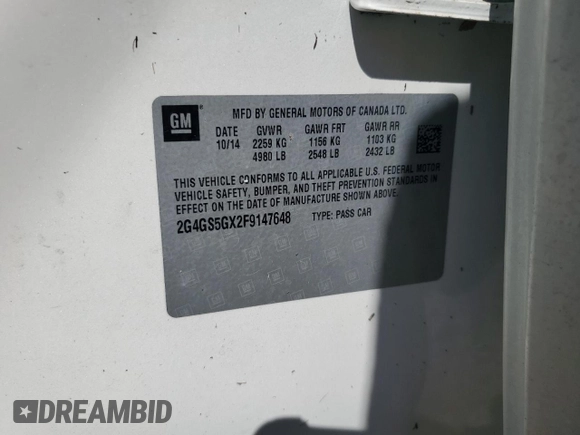 GM
MFD BY GENERAL MOTORS OF CANADA LTD.
DATE GVWR GAWR FRT GAWR RR
10/14 2259 KG 1156 KG 1103 KG
4980 LB 2548 LB 2432 LB
THIS VEHICLE CONFORMS TO ALL APPLICABLE U.S. FEDERAL MOTOR
VEHICLE SAFETY, BUMPER, AND THEFT PREVENTION STANDARDS IN
EFFECT ON THE DATE OF MANUFACTURE SHOWN ABOVE.
2G4GS5GX2F9147648 TYPE: PASS CAR
DREAMBID